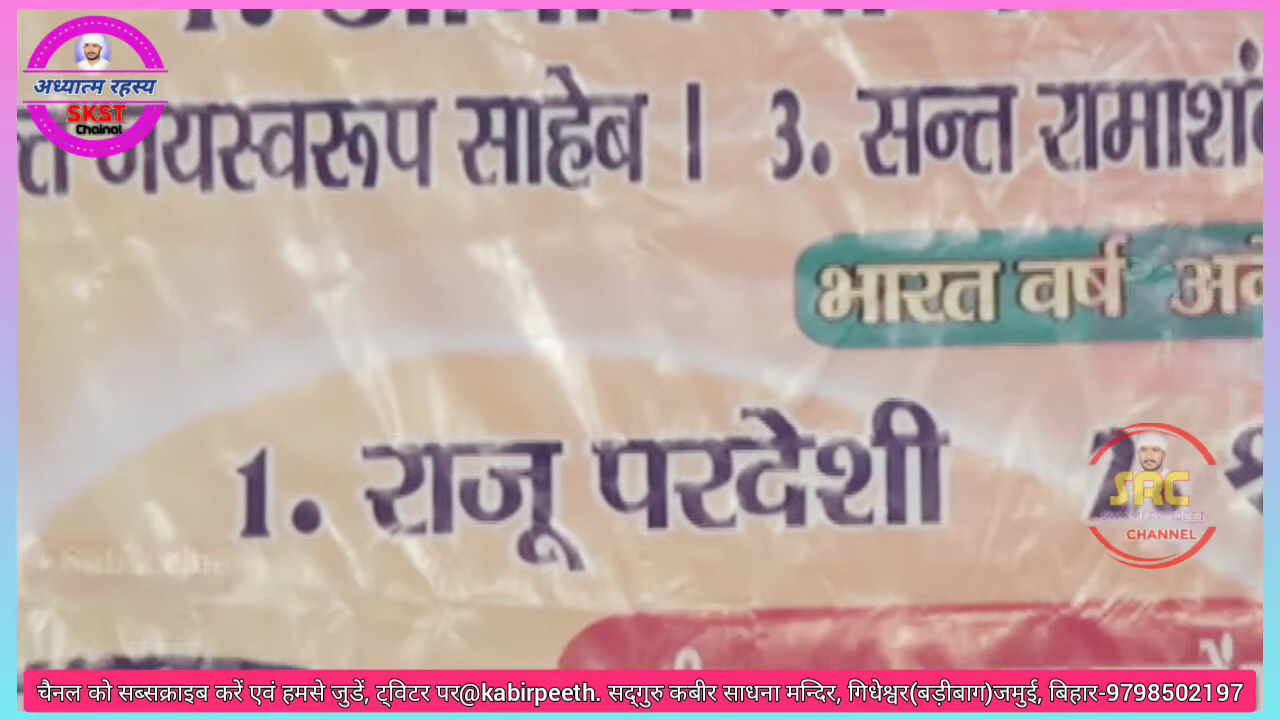 अध्यात्म रहस्य
SKST
Chainal
जयस्वरूप साहेब । 3. सन्त
भारत वर्ष
1. राजू परदेशी 2
SRC
CHANNEL
चैनल को सब्सक्राइब करें एवं हमसे जुडें, ट्विटर पर@kabirpeeth. सद्गुरु कबीर साधना मन्दिर, गिधेश्वर(बड़ीबाग)जमुई, बिहार-9798502197